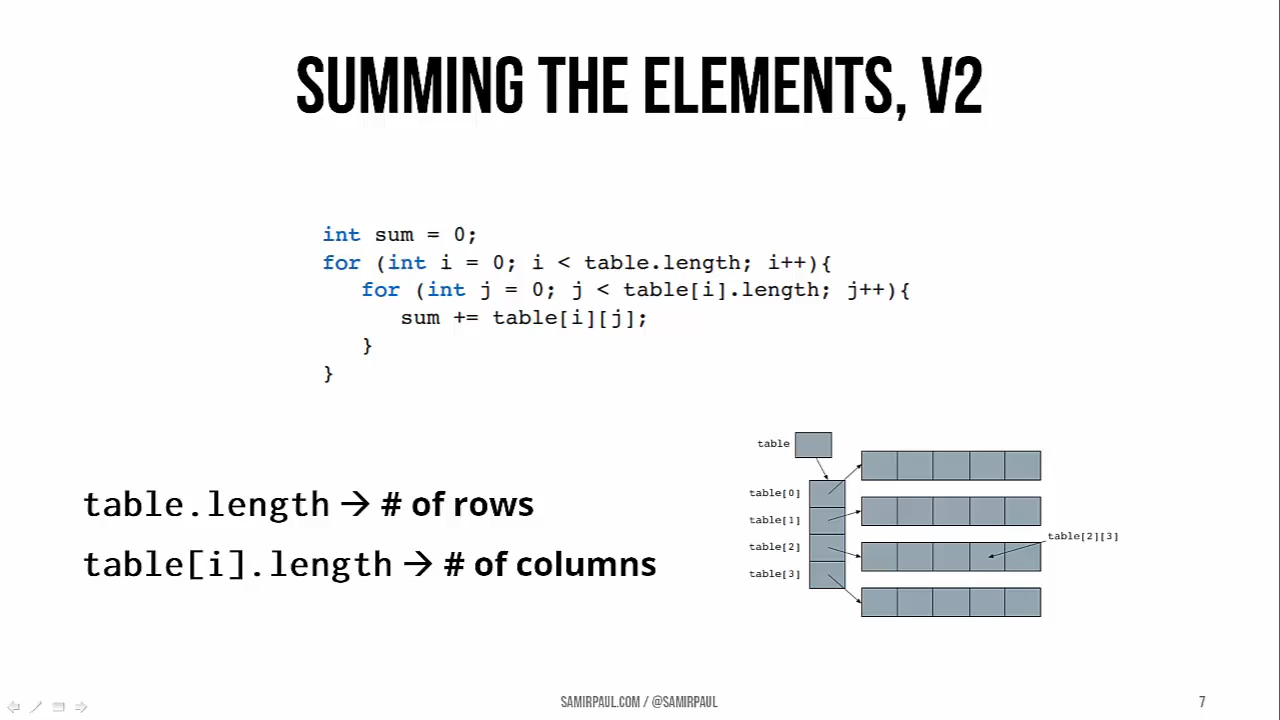 SUMMING THE ELEMENTS, V2
int sum = 0;
for (int i = 0; i < table.length; i++){
for (int j = 0; j < table[i].length; j++){
sum += table[i][j];
}
}
table.length → # of rows
table[i].length → # of columns
table
table[0]
table[1]
table[2]
table[3]
table[2][3]
SAMIRPAUL.COM / @SAMIRPAUL
7